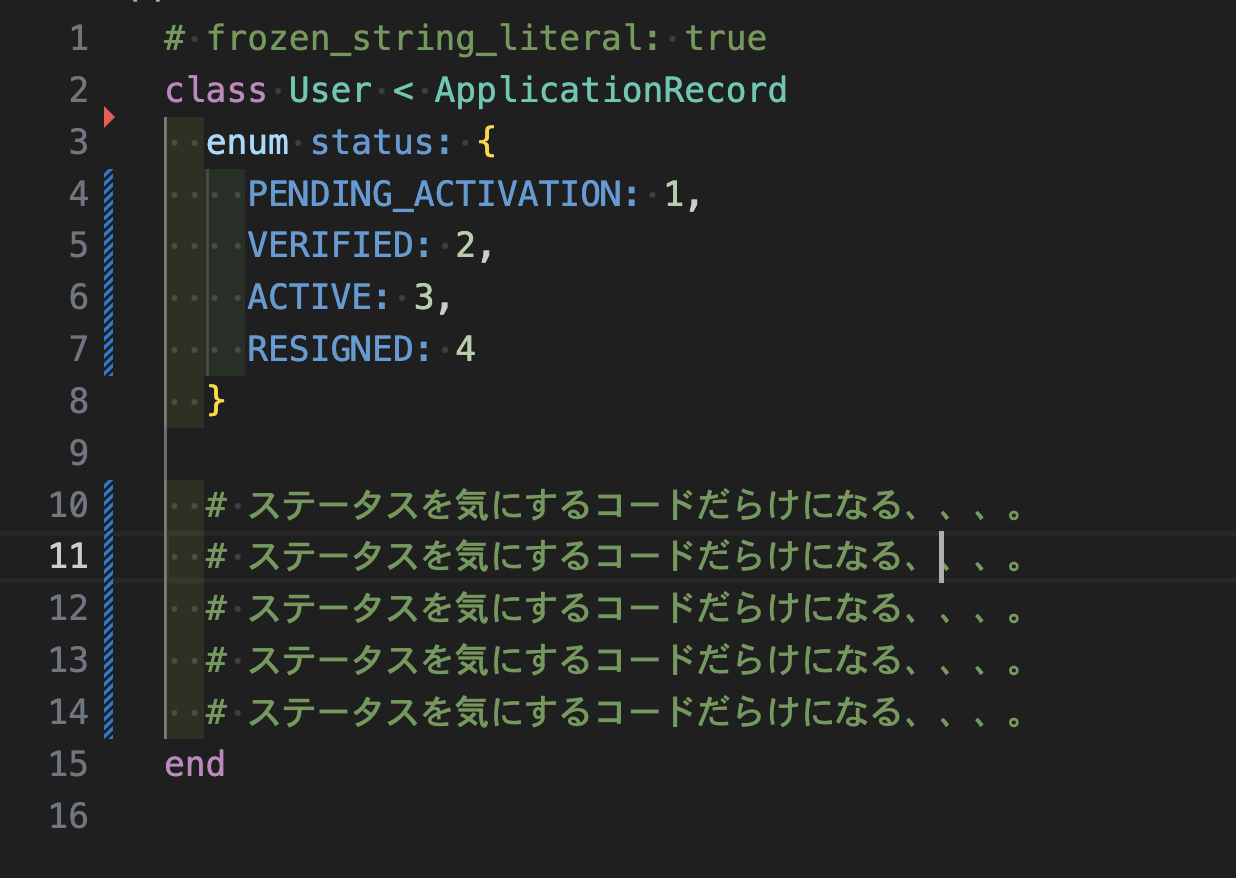 1 # frozen_string_literal: true
2 class User < ApplicationRecord
3 enum status: {
4 PENDING_ACTIVATION: 1,
5 VERIFIED: 2,
6 ACTIVE: 3,
7 RESIGNED: 4
8 }
9
10 # ステータスを気にするコードだらけになる、、、。
11 # ステータスを気にするコードだらけになる、、、。
12 # ステータスを気にするコードだらけになる、、、。
13 # ステータスを気にするコードだらけになる、、、。
14 # ステータスを気にするコードだらけになる、、、。
15 end
16